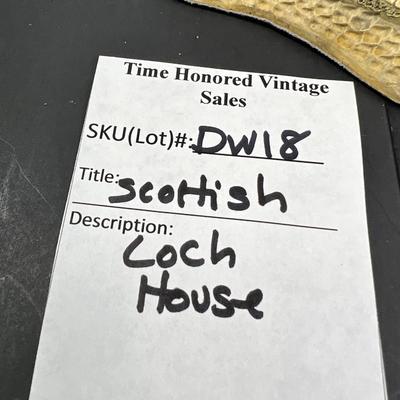 Time Honored Vintage
Sales
SKU(Lot)#: DW18
Title: Scottish
Description:
Loch
House